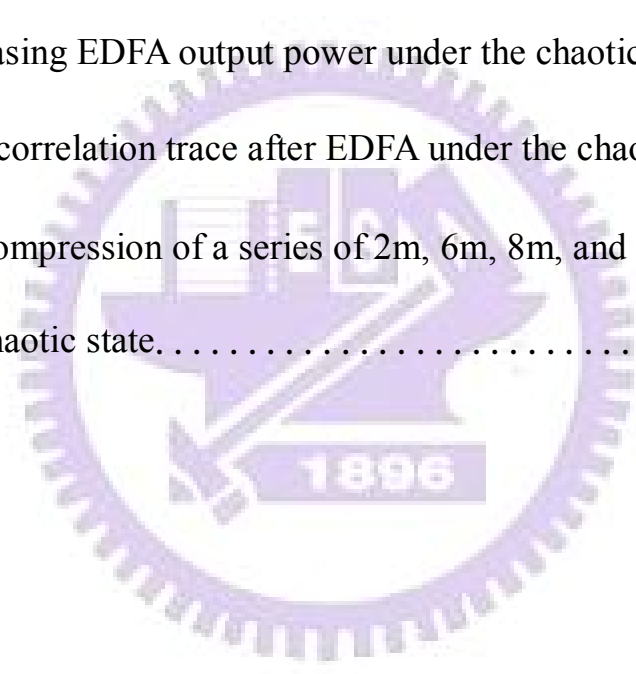 asing EDFA output power under the chaotic
correlation trace after EDFA under the chao
ompression of a series of 2m, 6m, 8m, and
haotic state. . . . . . . . . . . . . . . . . . . . . . . . . . .
E S A
1896